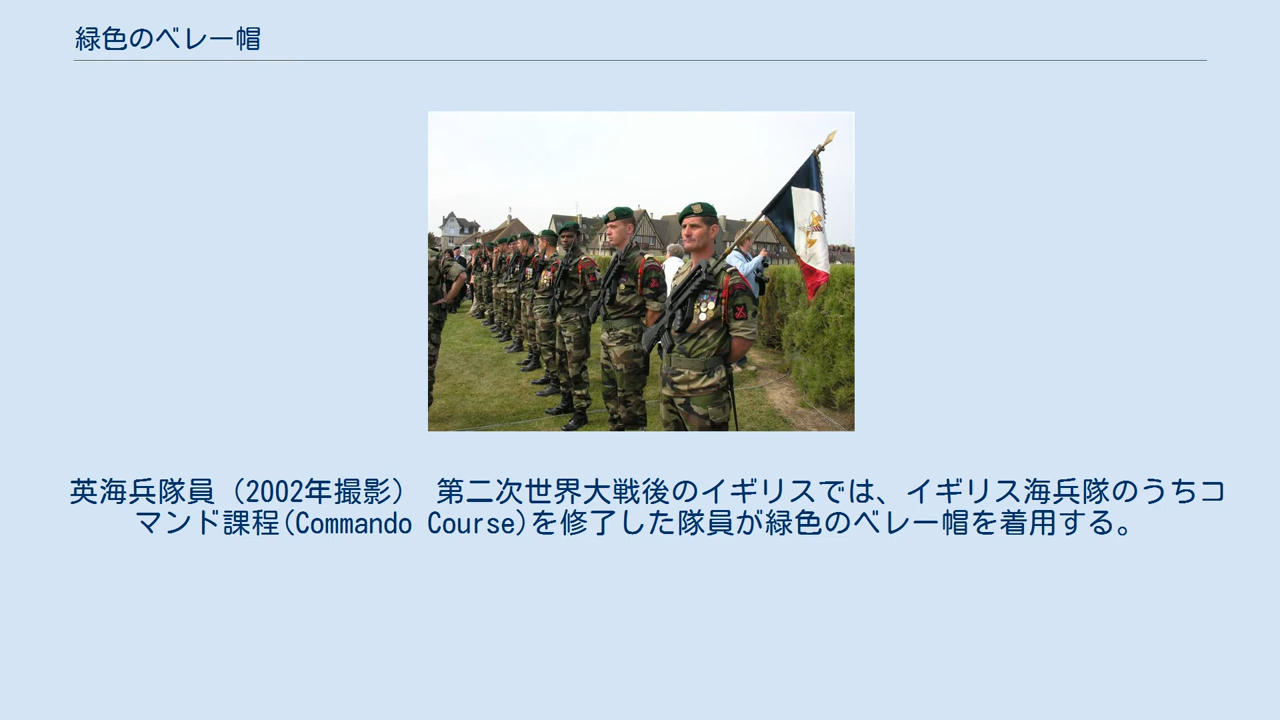 緑色のベレー帽
英海兵隊員（2002年撮影） 第二次世界大戦後のイギリスでは、イギリス海兵隊のうちコ
マンド課程(Commando Course)を修了した隊員が緑色のベレー帽を着用する。